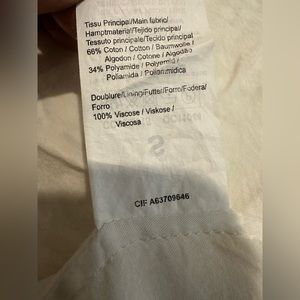 Tissu Principal/Main fabric/
Hamptmaterial/Tejido principal/
Tessuto principale/Tecido principal
66% Coton / Cotton / Baumwolle /
Algodon / Cotone / Algodão
34% Polyamide / Polyamid /
Poliamida / Poliammidica
Doublure/Lining/Futter/Forro/Fodera/
Forro
100% Viscose / Viskose /
Viscosa
S
CIF A63709646